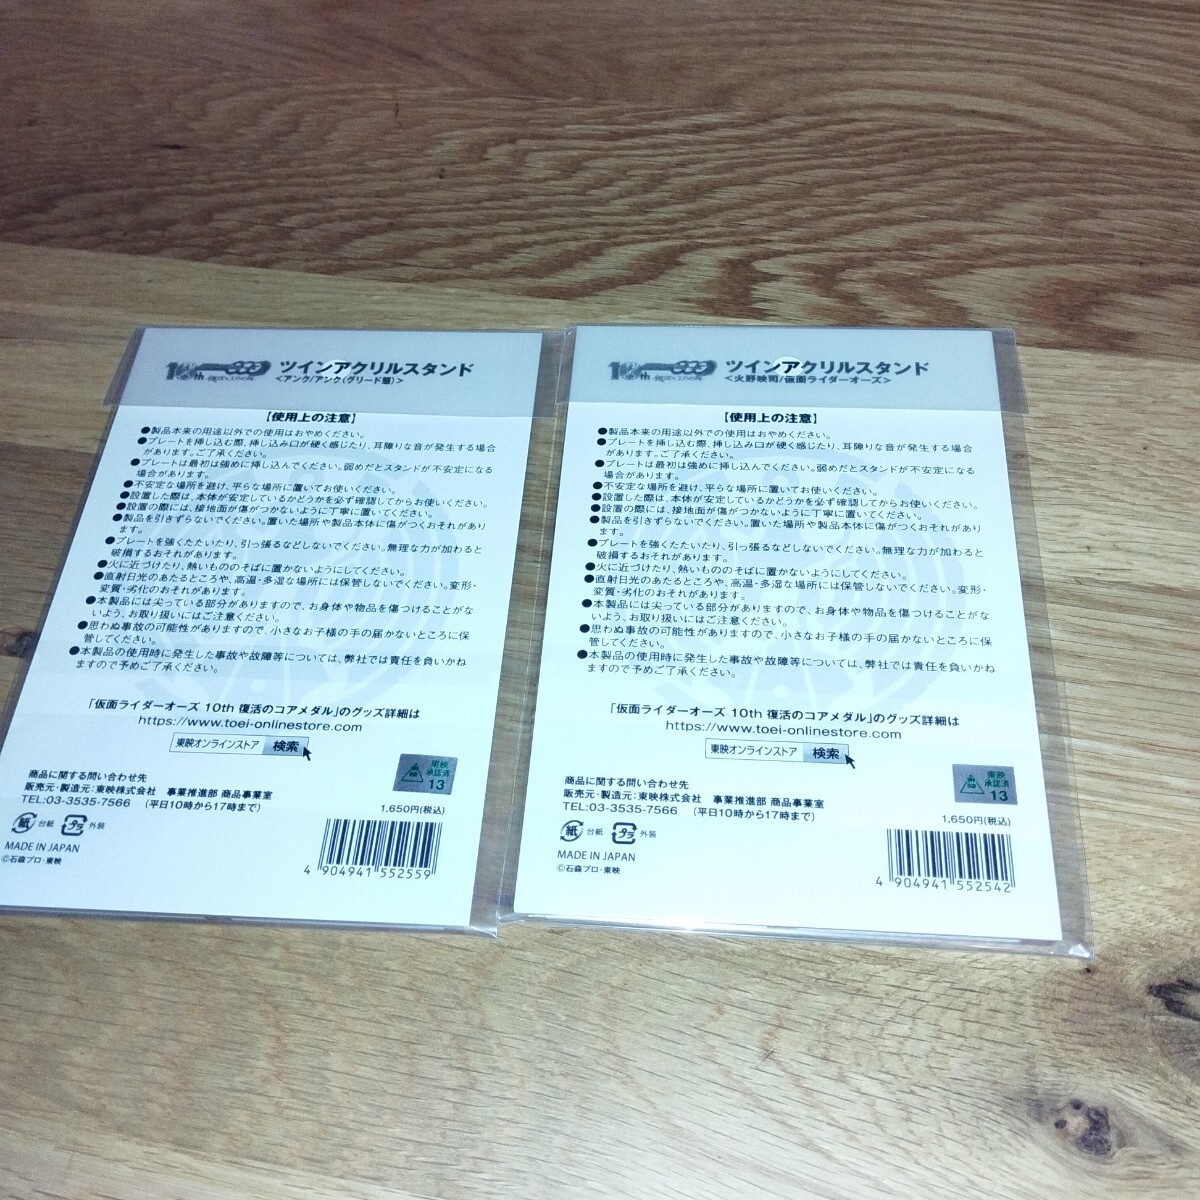 10th
ツインアクリルスタンド
<アンク/アンク(グリード態)>
【使用上の注意】
●製品本来の用途以外での使用はおやめください。
●プレートを挿し込む際、挿し込み口が硬く感じたり、耳障りな音が発生する場合
があります。ご了承ください。
●プレートは最初は強めに挿し込んでください。弱めだとスタンドが不安定になる
場合があります。
●不安定な場所を避け、平らな場所に置いてお使いください。
●設置した際は、本体が安定しているかどうかを必ず確認してからお使いください。
●設置の際には、接地面が傷がつかないように丁寧に置いてください。
●製品を引きずらないでください。置いた場所や製品本体に傷がつくおそれがあり
ます。
●プレートを強くたたいたり、引っ張るなどしないでください。無理な力が加わると
破損するおそれがあります。
●火に近づけたり、熱いもののそばに置かないようにしてください。
●直射日光のあたるところや、高温・多湿な場所には保管しないでください。変形・
変質・劣化のおそれがあります。
●本製品には尖っている部分がありますので、お身体や物品を傷つけることがな
いよう、お取り扱いにはご注意ください。
●思わぬ事故の可能性がありますので、小さなお子様の手の届かないところに保
管してください。
●本製品の使用時に発生した事故や故障等については、弊社では責任を負いかね
ますので予めご了承ください。
「仮面ライダーオーズ 10th 復活のコアメダル」のグッズ詳細は
https://www.toei-onlinestore.com
東映オンラインストア 検索
商品に関する問い合わせ先
販売元・製造元:東映株式会社 事業推進部 商品事業室
TEL:03-3535-7566 (平日10時から17時まで)
東映
承認済
13
1,650円(税込)
紙 台紙 プラ 外装
MADE IN JAPAN
©石森プロ・東映
4 904941 552559
10th
ツインアクリルスタンド
<火野映司/仮面ライダーオーズ>
【使用上の注意】
●製品本来の用途以外での使用はおやめください。
●プレートを挿し込む際、挿し込み口が硬く感じたり、耳障りな音が発生する場合
があります。ご了承ください。
●プレートは最初は強めに挿し込んでください。弱めだとスタンドが不安定になる
場合があります。
●不安定な場所を避け、平らな場所に置いてお使いください。
●設置した際は、本体が安定しているかどうかを必ず確認してからお使いください。
●設置の際には、接地面が傷がつかないように丁寧に置いてください。
●製品を引きずらないでください。置いた場所や製品本体に傷がつくおそれがあり
ます。
●プレートを強くたたいたり、引っ張るなどしないでください。無理な力が加わると
破損するおそれがあります。
●火に近づけたり、熱いもののそばに置かないようにしてください。
●直射日光のあたるところや、高温・多湿な場所には保管しないでください。変形・
変質・劣化のおそれがあります。
●本製品には尖っている部分がありますので、お身体や物品を傷つけることがな
いよう、お取り扱いにはご注意ください。
●思わぬ事故の可能性がありますので、小さなお子様の手の届かないところに保
管してください。
●本製品の使用時に発生した事故や故障等については、弊社では責任を負いかね
ますので予めご了承ください。
「仮面ライダーオーズ 10th 復活のコアメダル」のグッズ詳細は
https://www.toei-onlinestore.com
東映オンラインストア 検索
商品に関する問い合わせ先
販売元・製造元:東映株式会社 事業推進部 商品事業室
TEL:03-3535-7566 (平日10時から17時まで)
東映
承認済
13
1,650円(税込)
紙 台紙 プラ 外装
MADE IN JAPAN
©石森プロ・東映
4 904941 552542